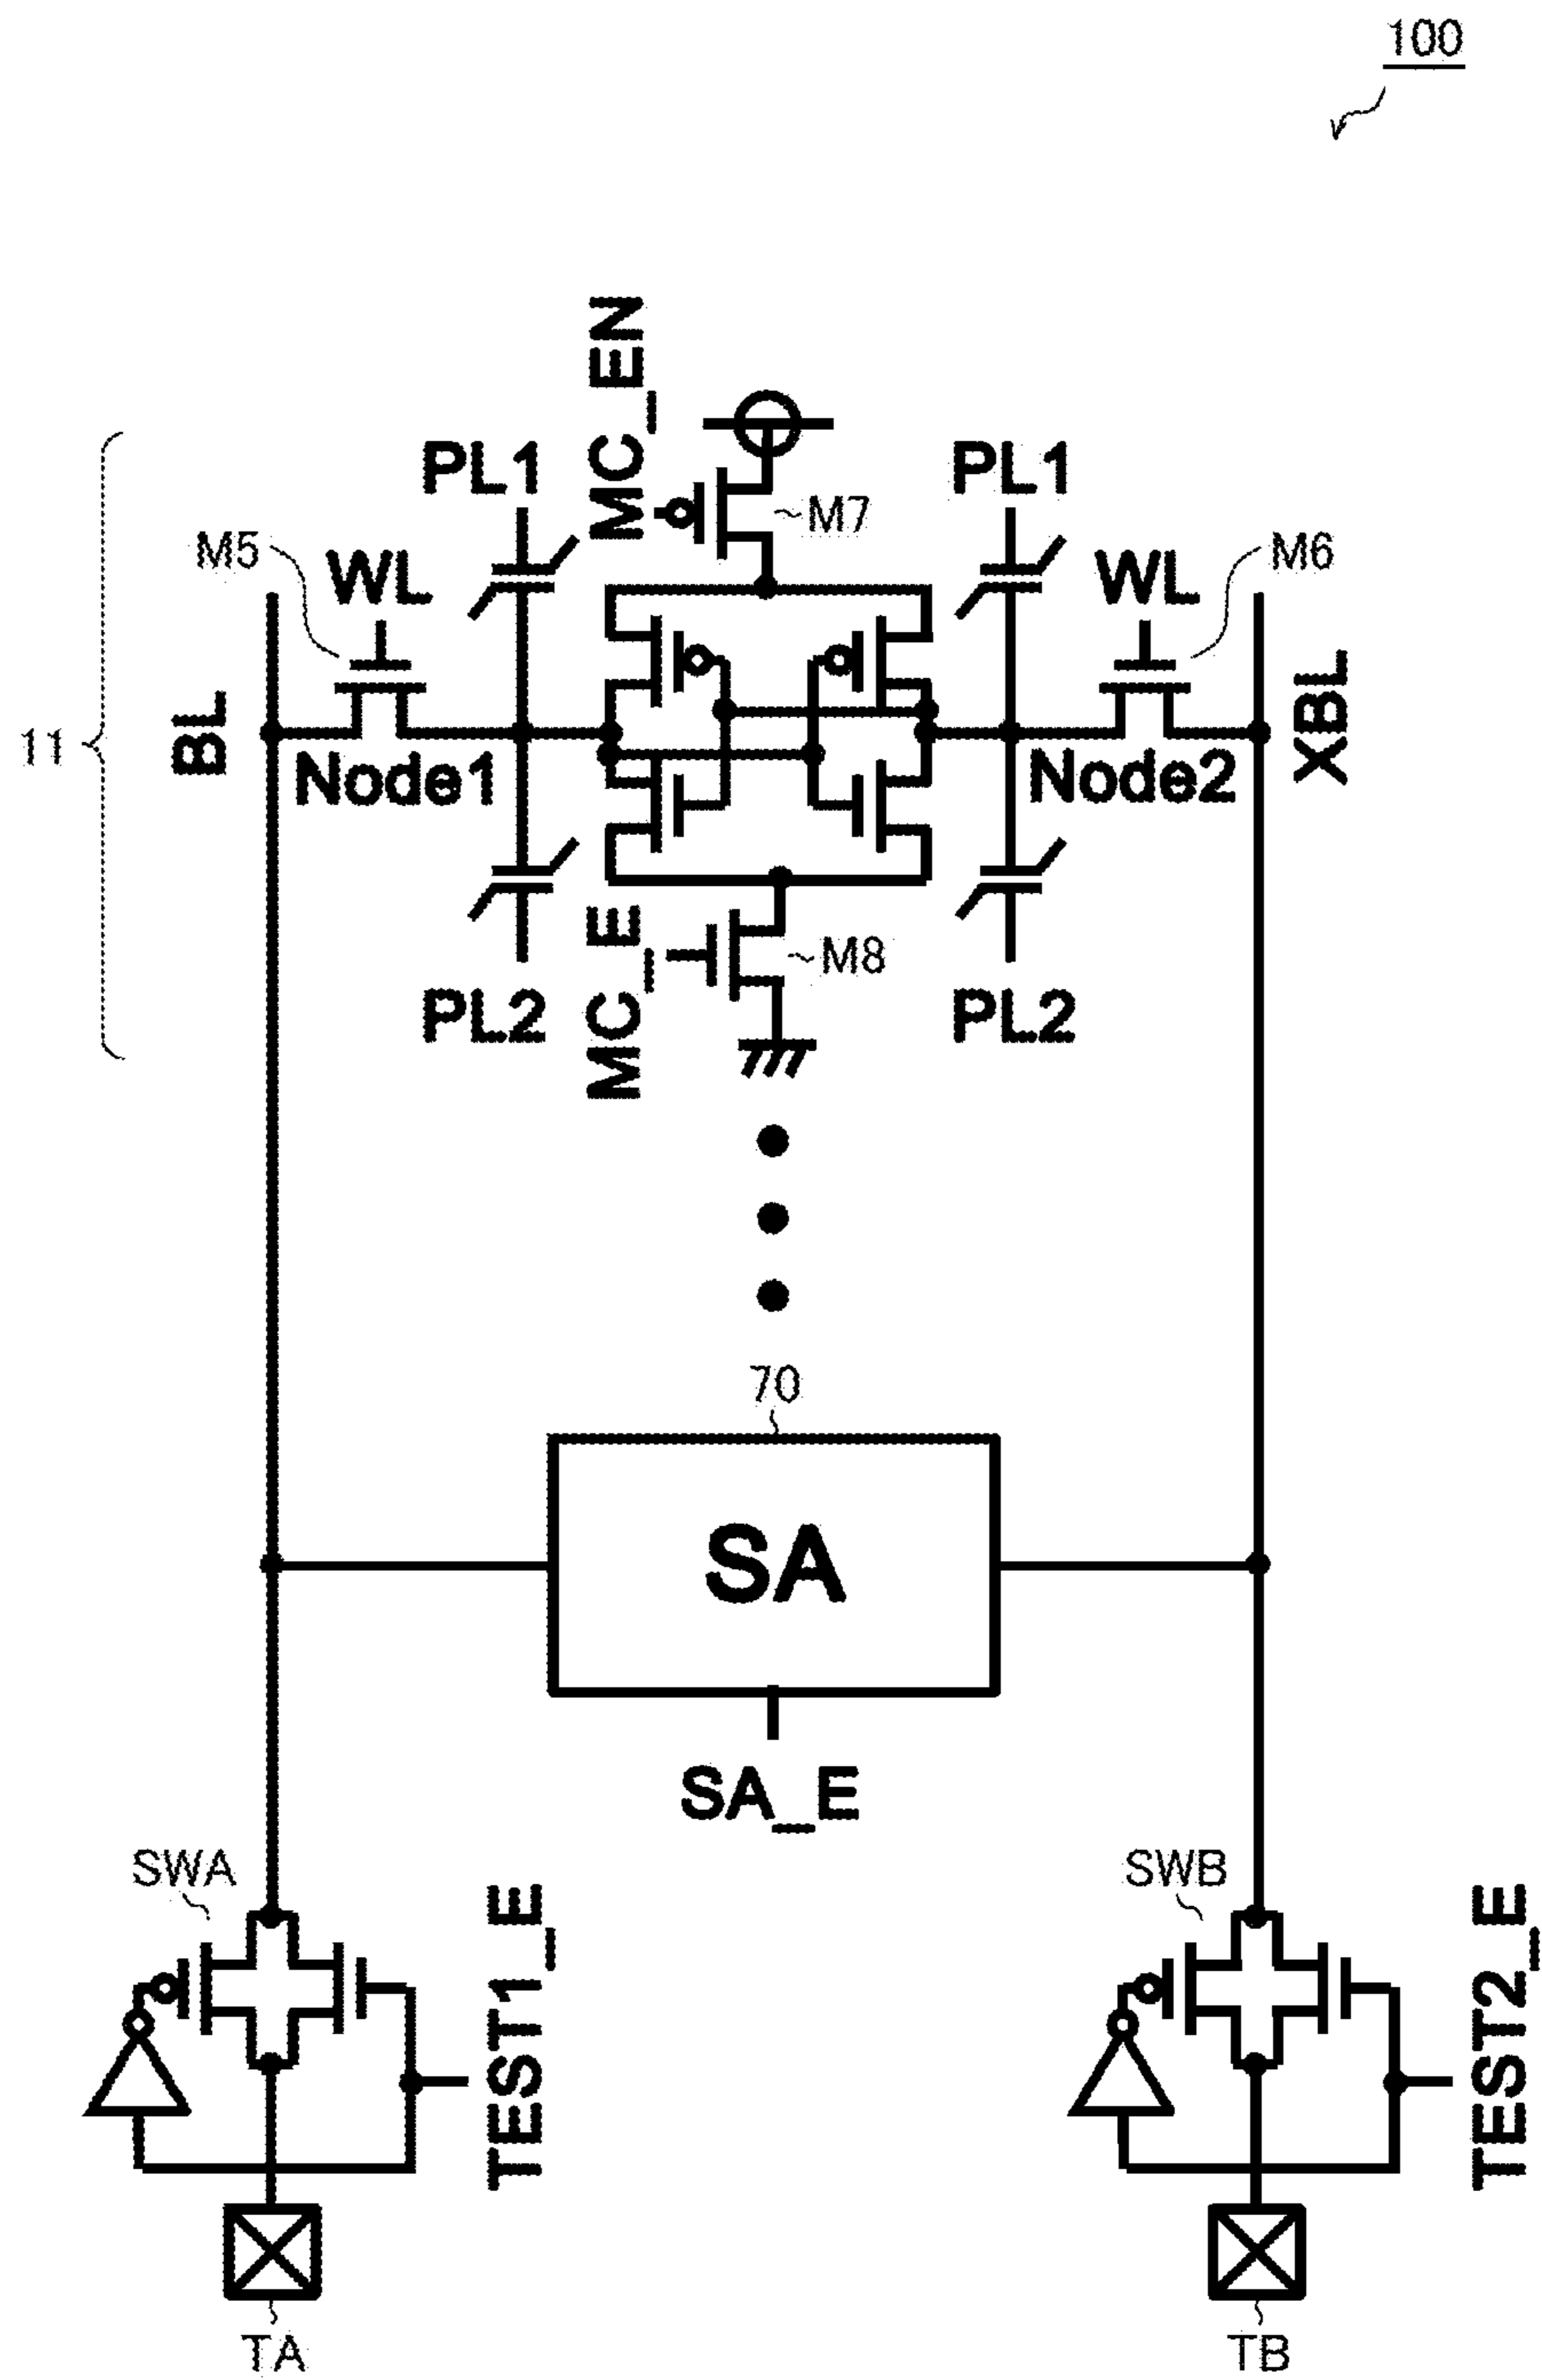 100
MC_EN
PL1
PL1
M7
M5
WL
WL
M6
11
BL
Node1
Node2
XBL
MC_E
M8
PL2
PL2
70
SA
SA_E
SWA
TEST1_E
SWB
TEST2_E
TA
TB